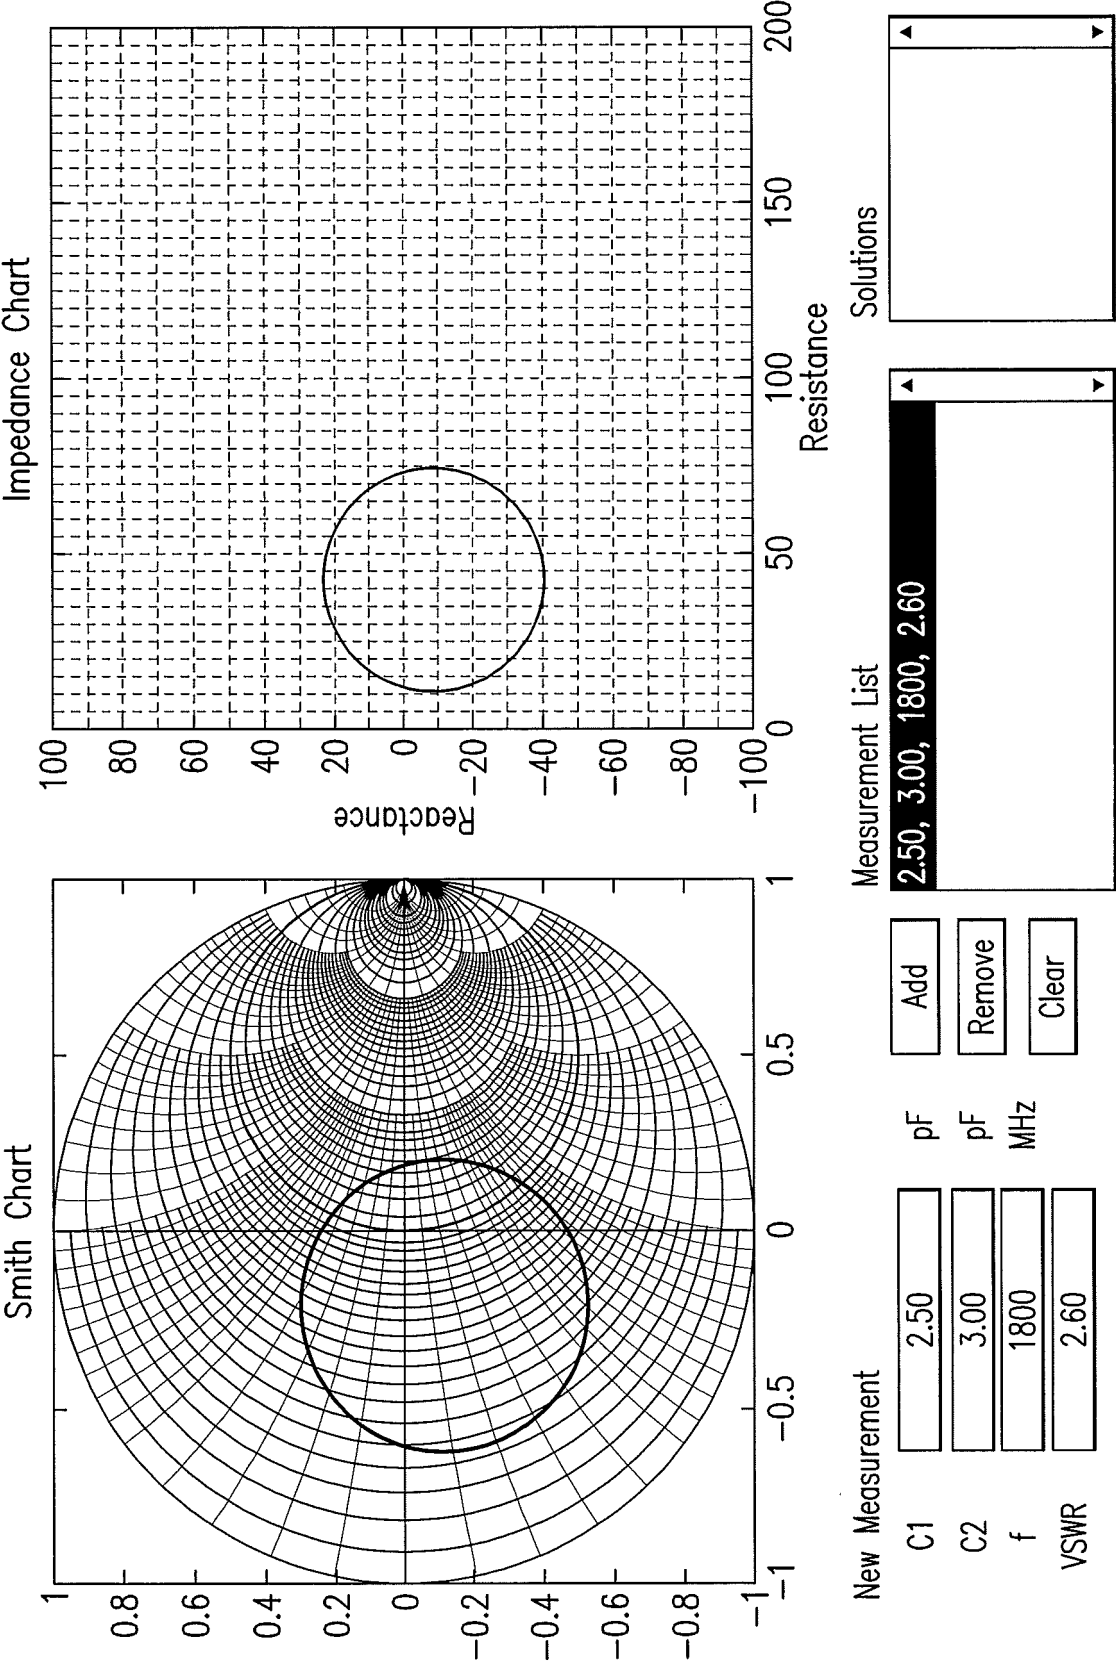 Smith Chart
1
0.8
0.6
0.4
0.2
0
-0.2
-0.4
-0.6
-0.8
-1
-1
-0.5
0
0.5
1
Impedance Chart
Reactance
100
80
60
40
20
0
-20
-40
-60
-80
-100
0
50
100
150
200
Resistance
New Measurement
C1 2.50 pF
C2 3.00 pF
f 1800 MHz
VSWR 2.60
Add
Remove
Clear
Measurement List
2.50, 3.00, 1800, 2.60
Solutions